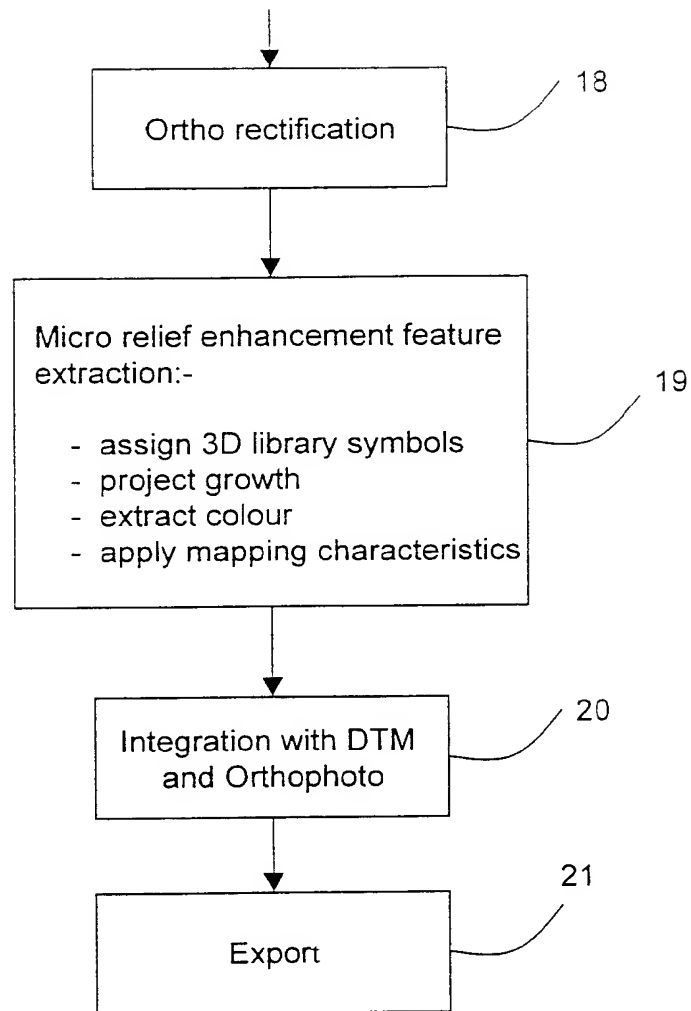 18
Ortho rectification
Micro relief enhancement feature
extraction:-
19
- assign 3D library symbols
- project growth
- extract colour
- apply mapping characteristics
20
Integration with DTM
and Orthophoto
21
Export